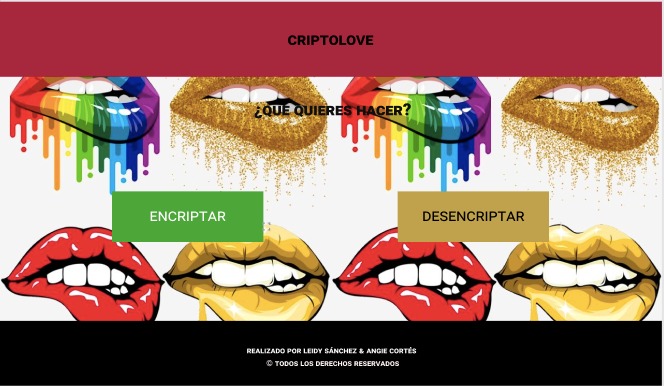 CRIPTOLOVE
¿QUÉ QUIERES HACER?
ENCRIPTAR
DESENCRIPTAR
REALIZADO POR LEIDY SÁNCHEZ & ANGIE CORTÉS
© TODOS LOS DERECHOS RESERVADOS